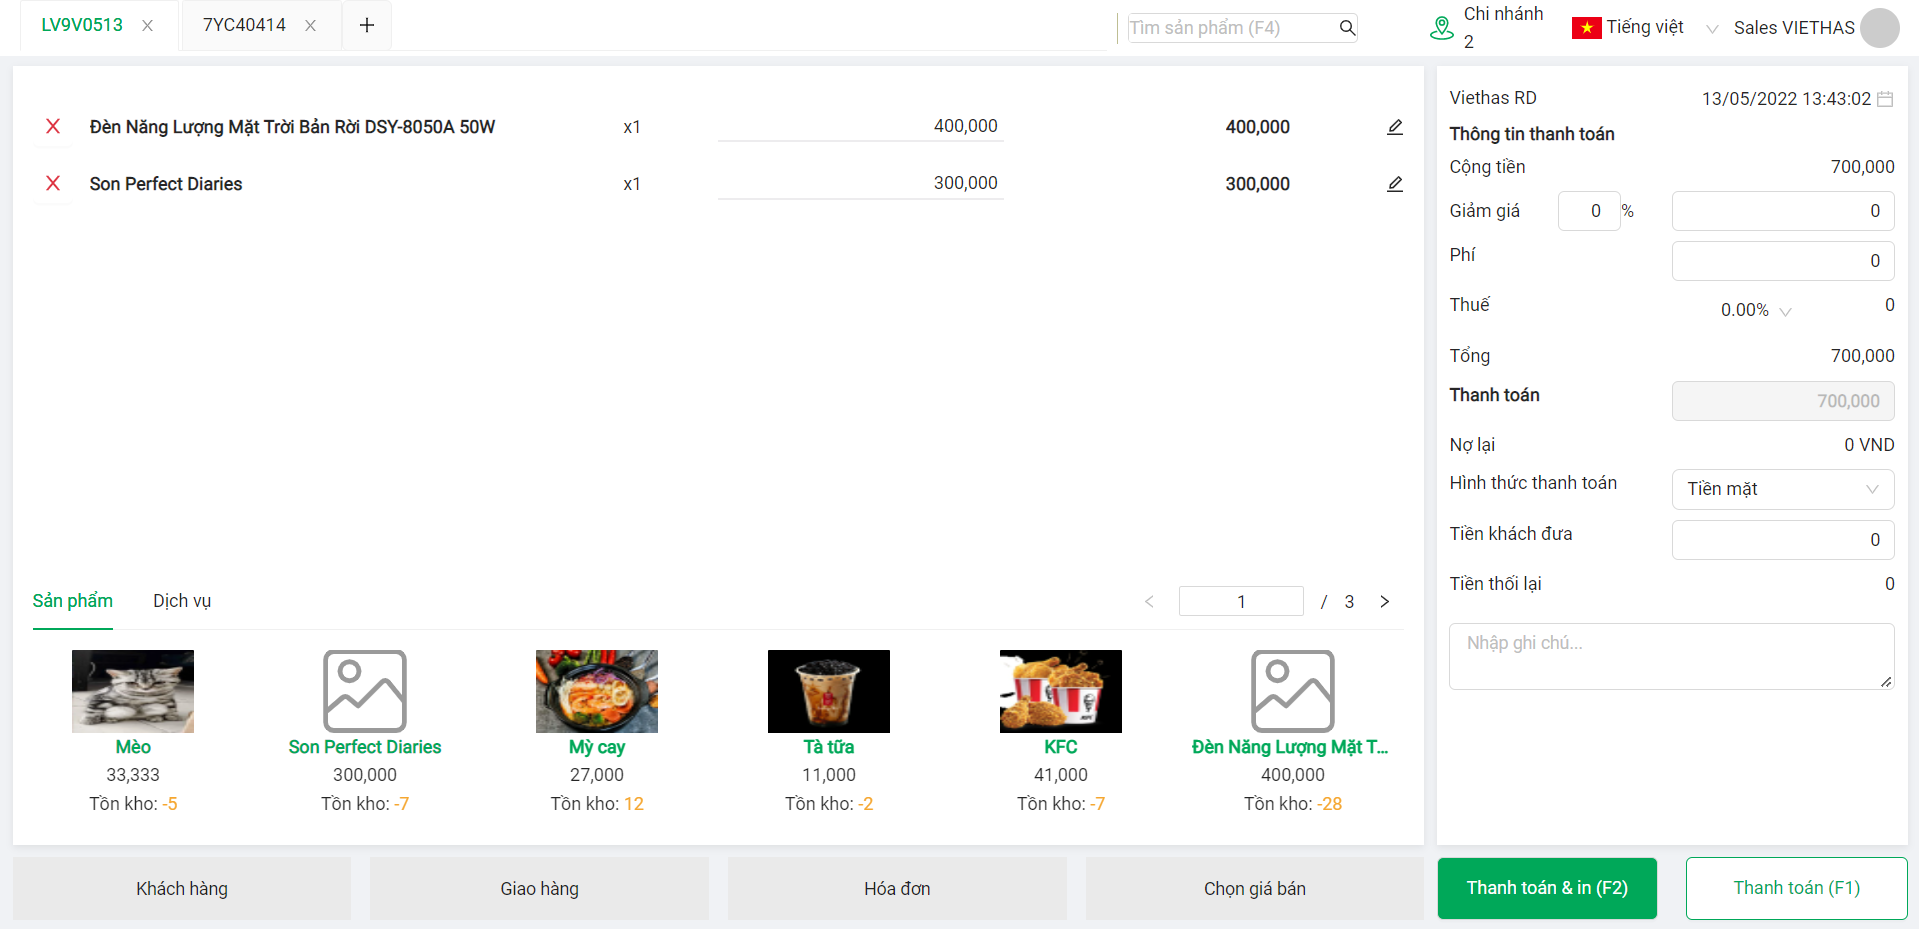 LV9V0513
7YC40414
Tìm sản phẩm (F4)
Chi nhánh
2
Tiếng việt
Sales VIETHAS
Đèn Năng Lượng Mặt Trời Bản Rời DSY-8050A 50W x1 400,000 400,000
Son Perfect Diaries x1 300,000 300,000
Viethas RD 13/05/2022 13:43:02
Thông tin thanh toán
Cộng tiền 700,000
Giảm giá 0 % 0
Phí 0
Thuế 0.00% 0
Tổng 700,000
Thanh toán 700,000
Nợ lại 0 VND
Hình thức thanh toán Tiền mặt
Tiền khách đưa 0
Tiền thối lại 0
Nhập ghi chú...
Sản phẩm Dịch vụ 1 / 3
Mèo
33,333
Tồn kho: -5
Son Perfect Diaries
300,000
Tồn kho: -7
Mỳ cay
27,000
Tồn kho: 12
Tà tữa
11,000
Tồn kho: -2
KFC
41,000
Tồn kho: -7
Đèn Năng Lượng Mặt T...
400,000
Tồn kho: -28
Khách hàng
Giao hàng
Hóa đơn
Chọn giá bán
Thanh toán & in (F2)
Thanh toán (F1)